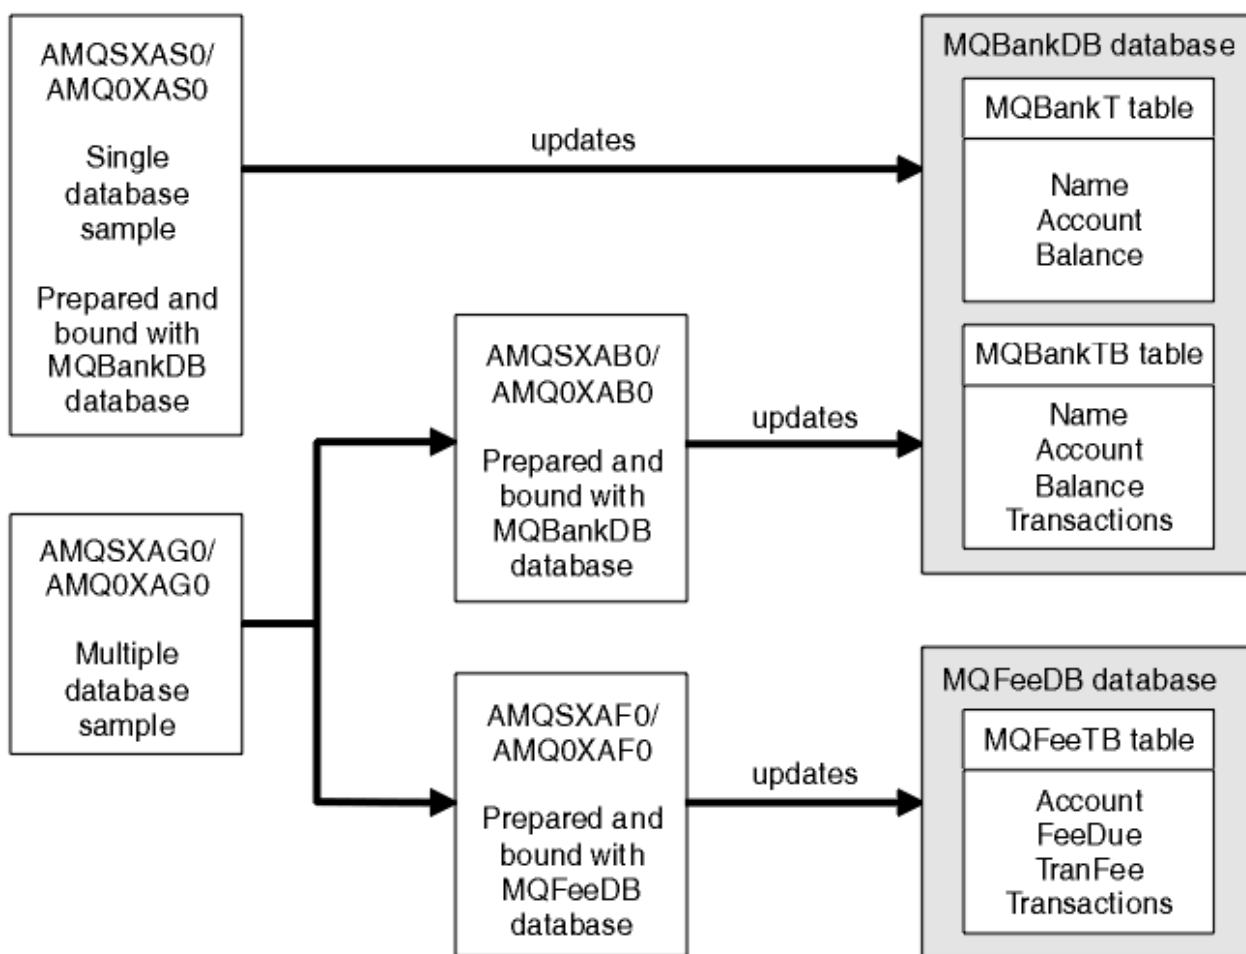 AMQSXAS0/
AMQ0XAS0
Single
database
sample
Prepared and
bound with
MQBankDB
database
updates
MQBankDB database
MQBankT table
Name
Account
Balance
MQBankTB table
Name
Account
Balance
Transactions
AMQSXAB0/
AMQ0XAB0
Prepared and
bound with
MQBankDB
database
updates
AMQSXAG0/
AMQ0XAG0
Multiple
database
sample
AMQSXAF0/
AMQ0XAF0
Prepared and
bound with
MQFeeDB
database
updates
MQFeeDB database
MQFeeTB table
Account
FeeDue
TranFee
Transactions